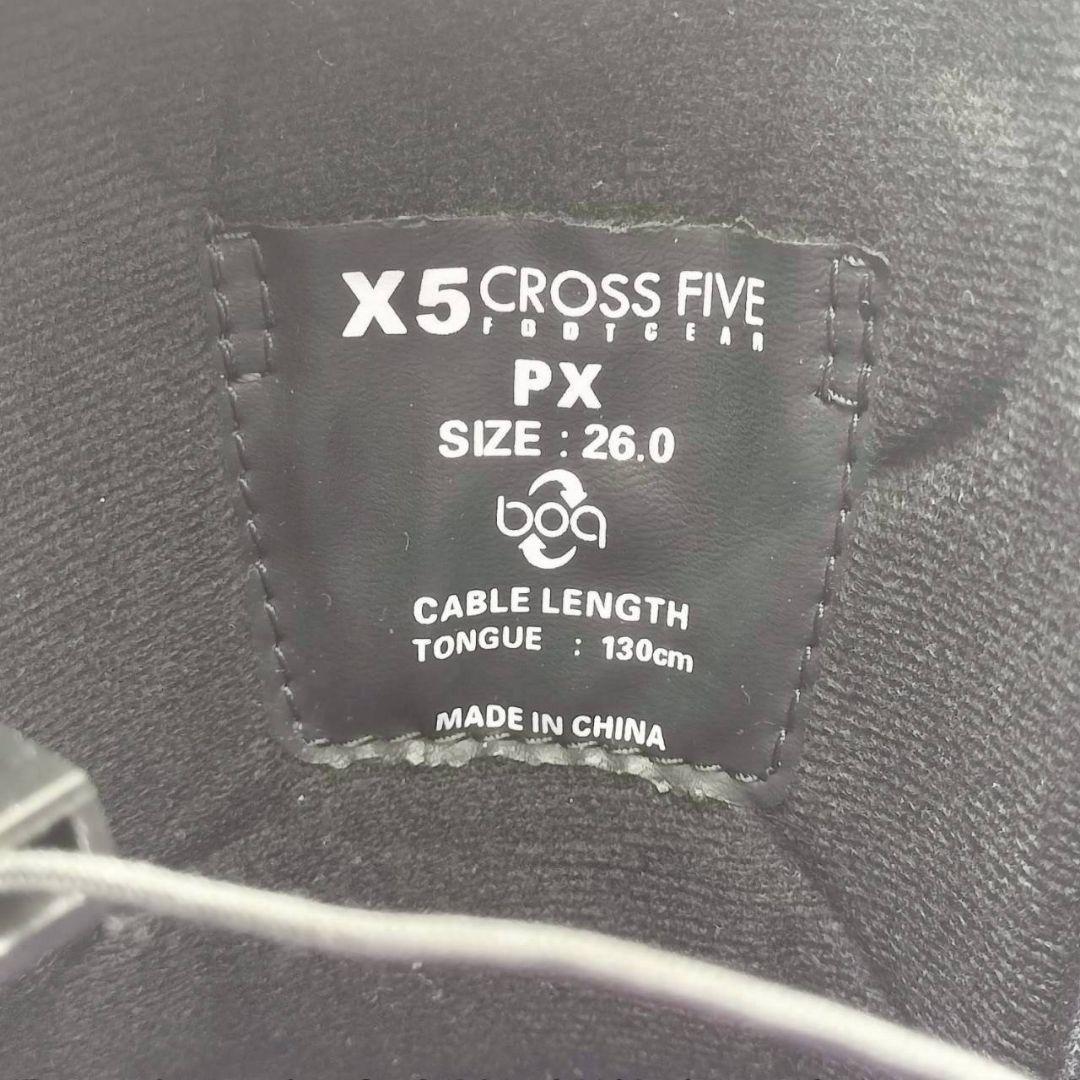 X5 CROSS FIVE
FOOTGEAR
PX
SIZE : 26.0
boa
CABLE LENGTH
TONGUE : 130cm
MADE IN CHINA